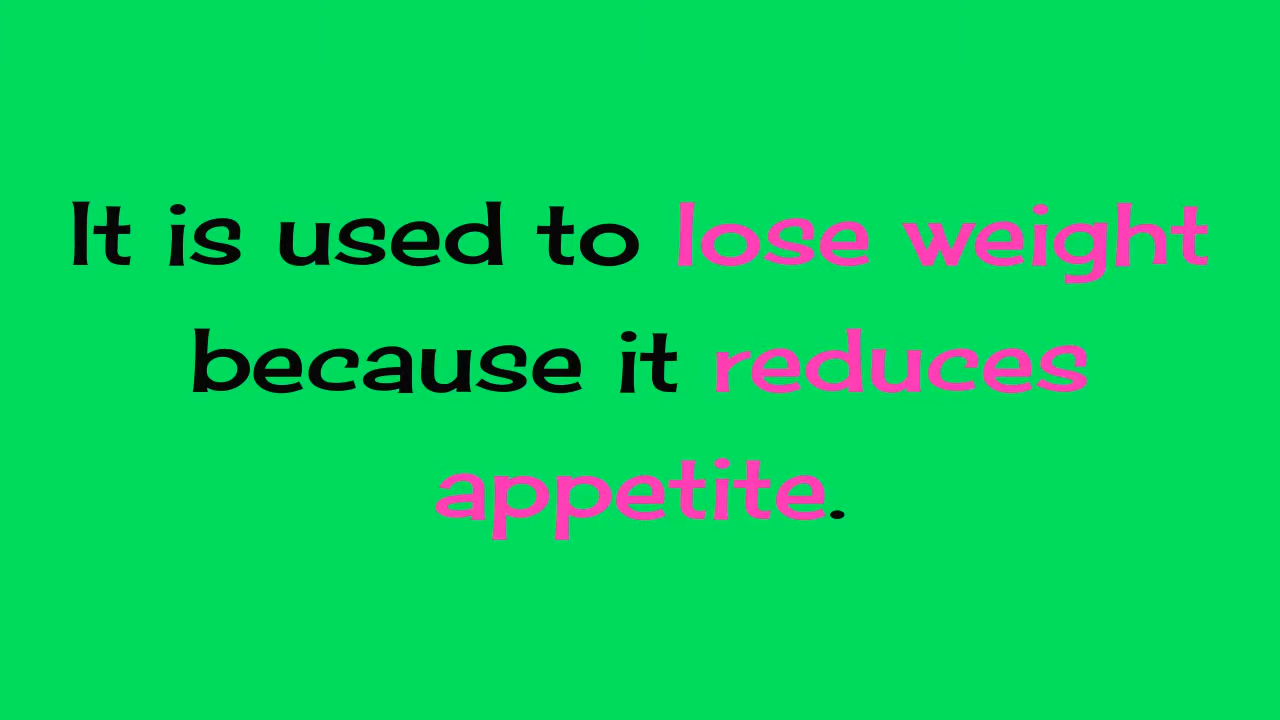 It is used to lose weight
because it reduces
appetite.